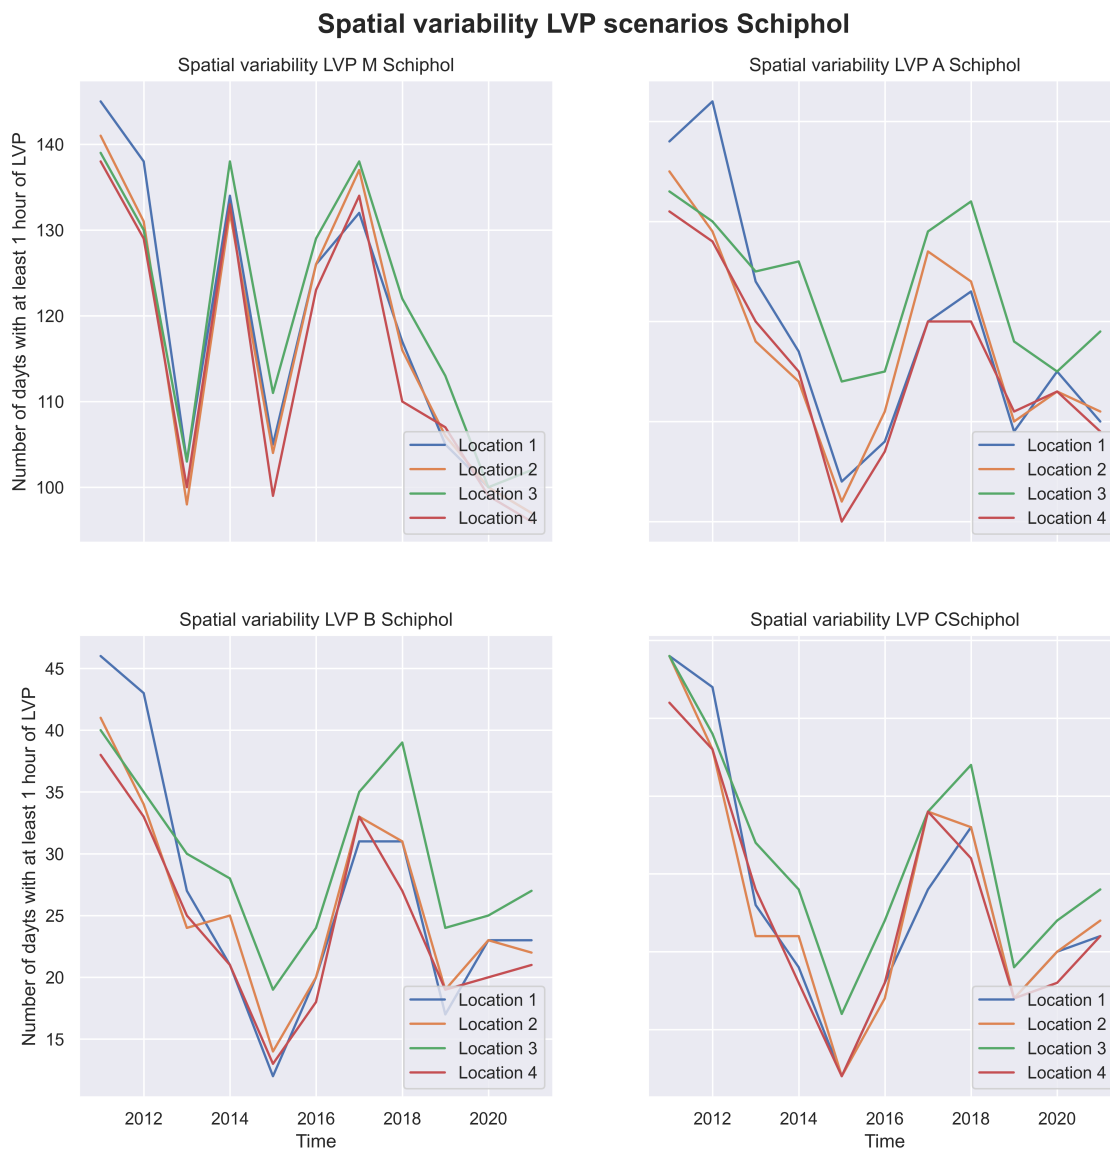 Spatial variability LVP scenarios Schiphol
Spatial variability LVP M Schiphol
Number of dayts with at least 1 hour of LVP
140
130
120
110
100
Location 1
Location 2
Location 3
Location 4
Spatial variability LVP A Schiphol
Location 1
Location 2
Location 3
Location 4
Spatial variability LVP B Schiphol
Number of dayts with at least 1 hour of LVP
45
40
35
30
25
20
15
Location 1
Location 2
Location 3
Location 4
2012 2014 2016 2018 2020
Time
Spatial variability LVP CSchiphol
Location 1
Location 2
Location 3
Location 4
2012 2014 2016 2018 2020
Time